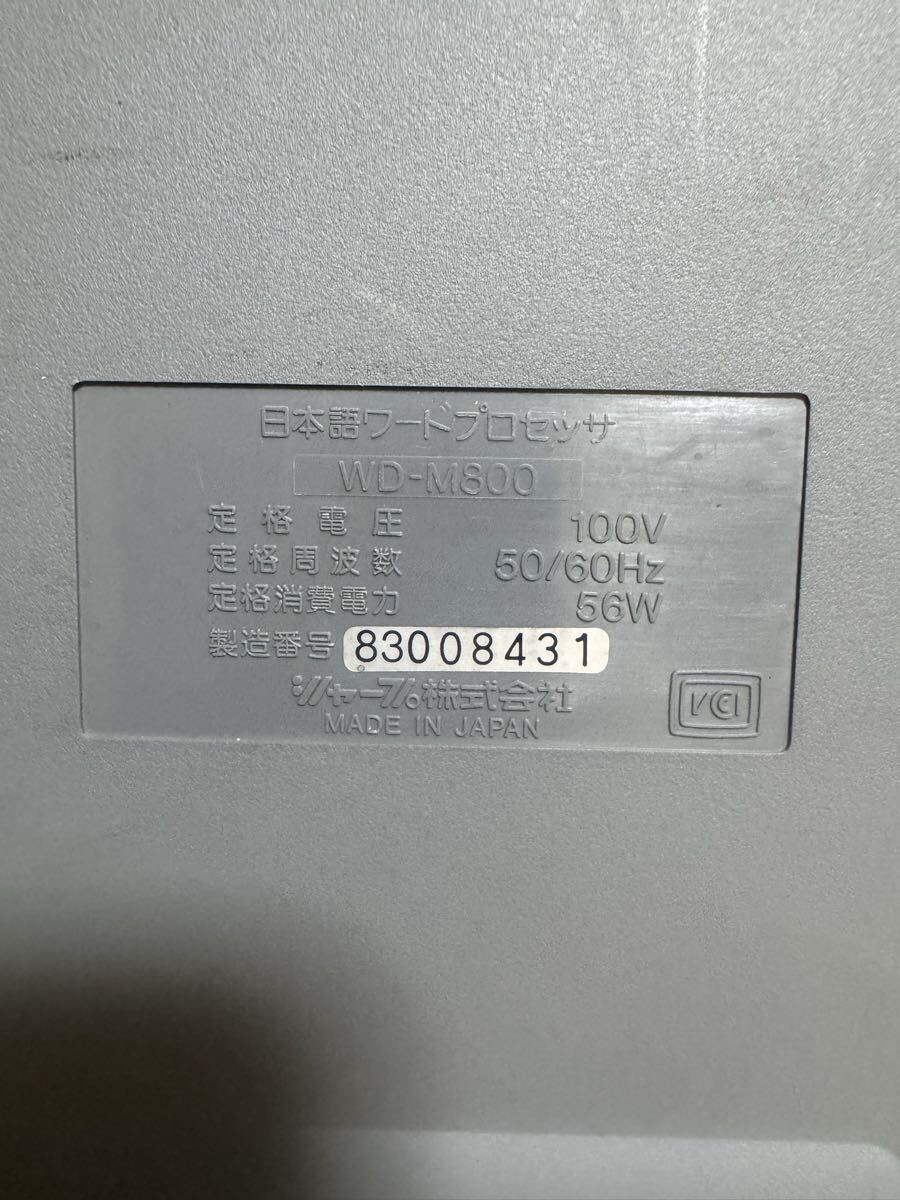 日本語ワードプロセッサ
WD-M800
定格電圧 100V
定格周波数 50/60Hz
定格消費電力 56W
製造番号 83008431
シャープ株式会社
MADE IN JAPAN
VCI